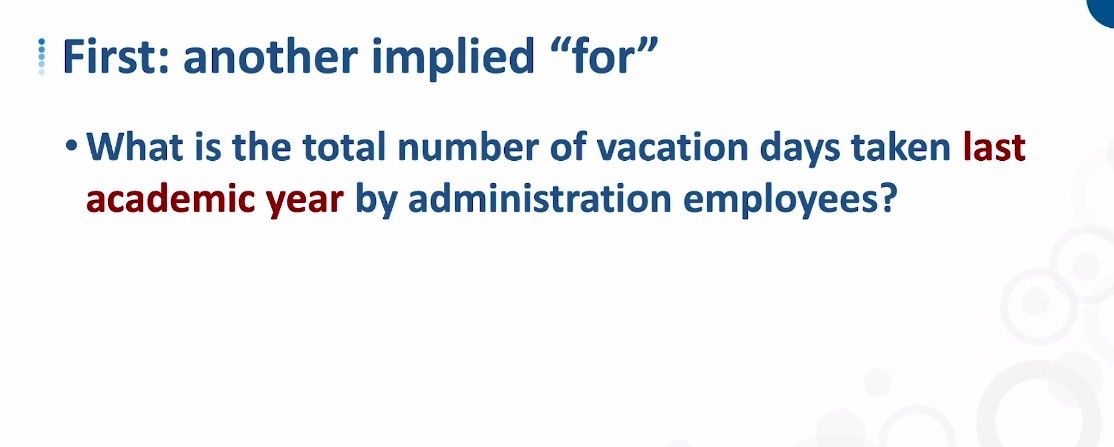 First: another implied “for”
• What is the total number of vacation days taken last
academic year by administration employees?